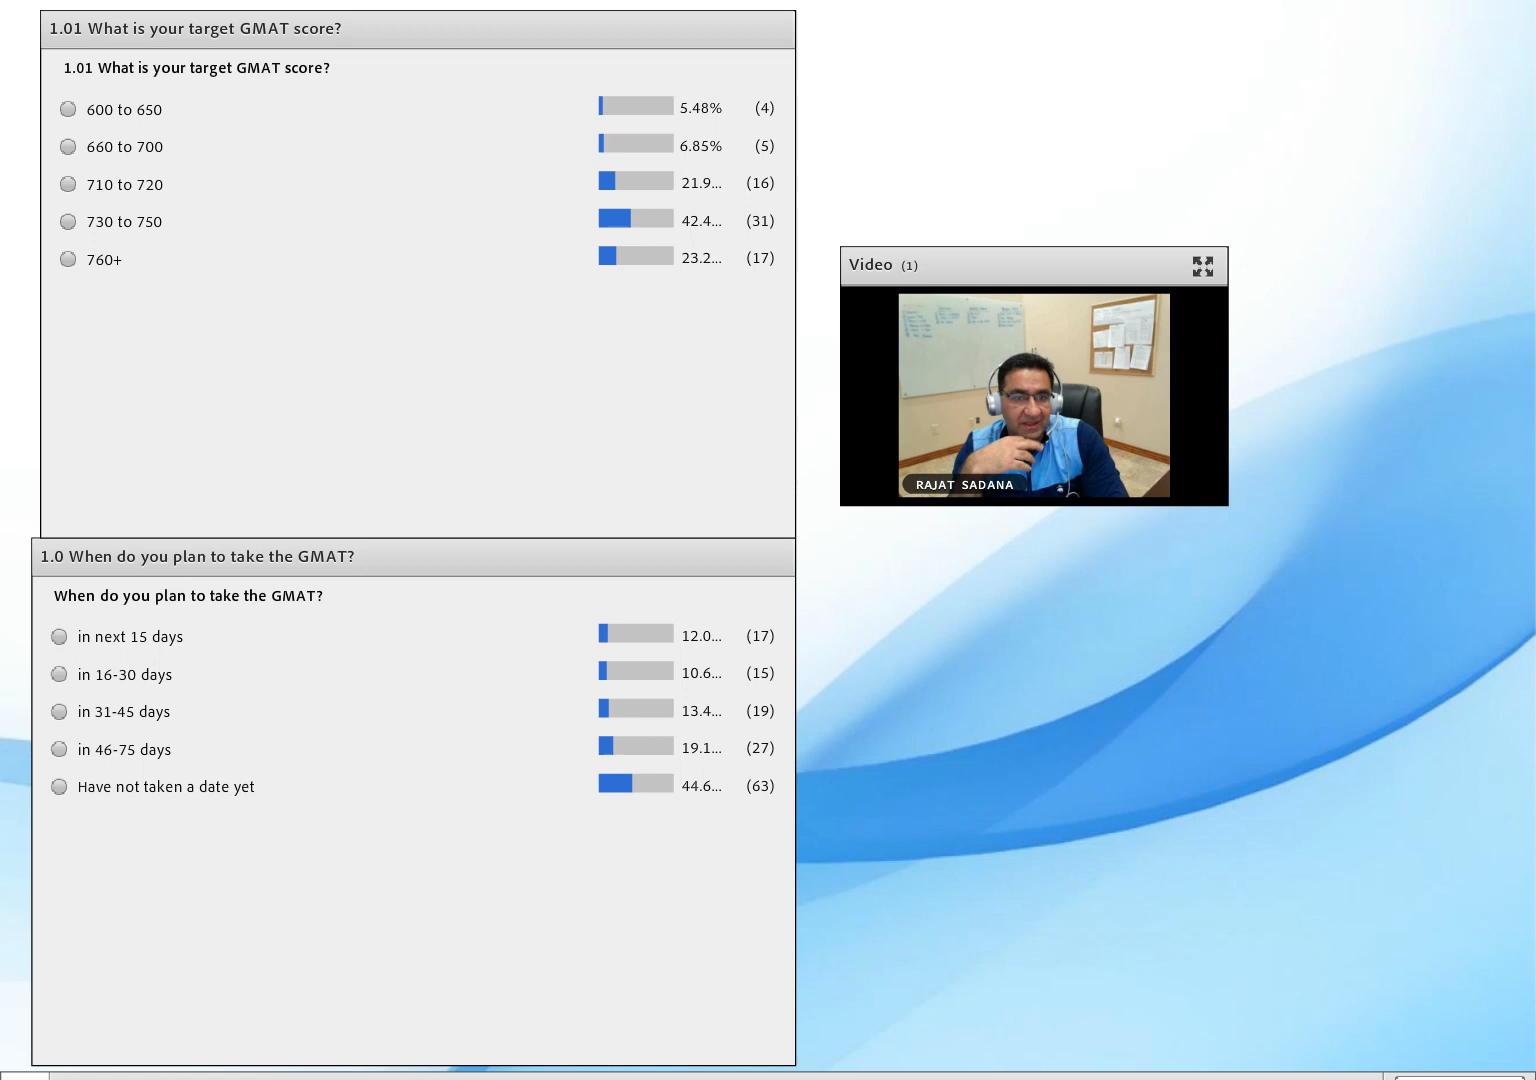 1.01 What is your target GMAT score?
1.01 What is your target GMAT score?
600 to 650 5.48% (4)
660 to 700 6.85% (5)
710 to 720 21.9... (16)
730 to 750 42.4... (31)
760+ 23.2... (17)
Video (1)
RAJAT SADANA
1.0 When do you plan to take the GMAT?
When do you plan to take the GMAT?
in next 15 days 12.0... (17)
in 16-30 days 10.6... (15)
in 31-45 days 13.4... (19)
in 46-75 days 19.1... (27)
Have not taken a date yet 44.6... (63)